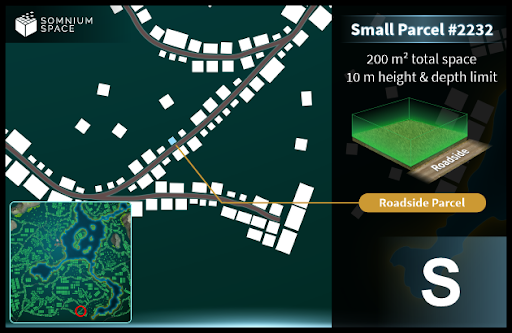 SOMNIUM
SPACE
Small Parcel #2232
200 m² total space
10 m height & depth limit
Roadside
Roadside Parcel
S